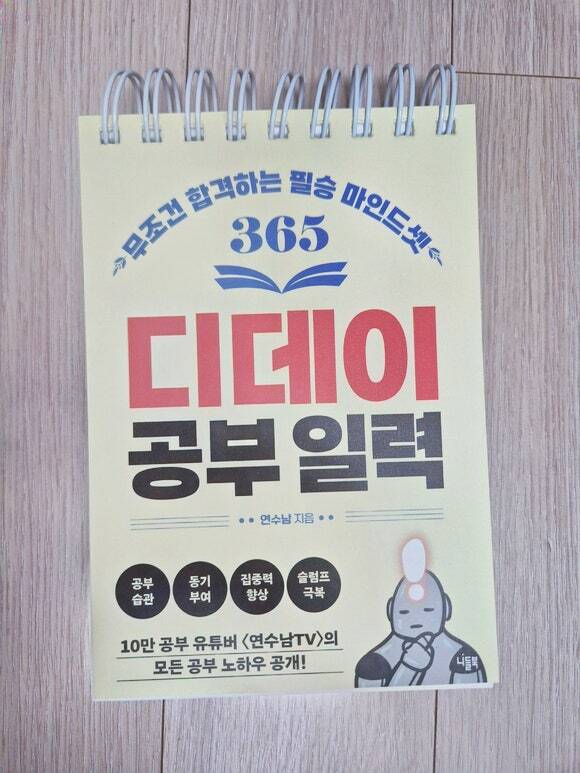 무조건 합격하는 필승 마인드셋
365
디데이
공부 일력
연수남 지음
공부
습관
동기
부여
집중력
향상
슬럼프
극복
10만 공부 유튜버 〈연수남TV〉의
모든 공부 노하우 공개!
나들북